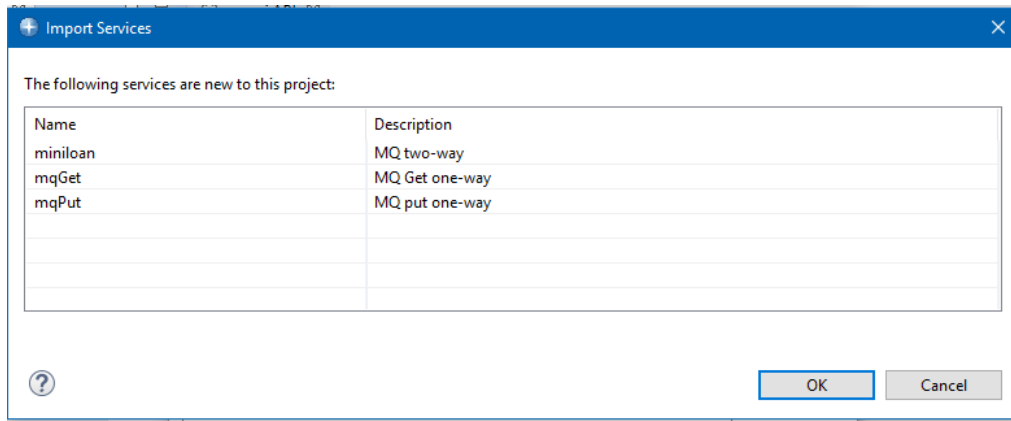 Import Services
The following services are new to this project:
Name Description
miniloan MQ two-way
mqGet MQ Get one-way
mqPut MQ put one-way
?
OK Cancel